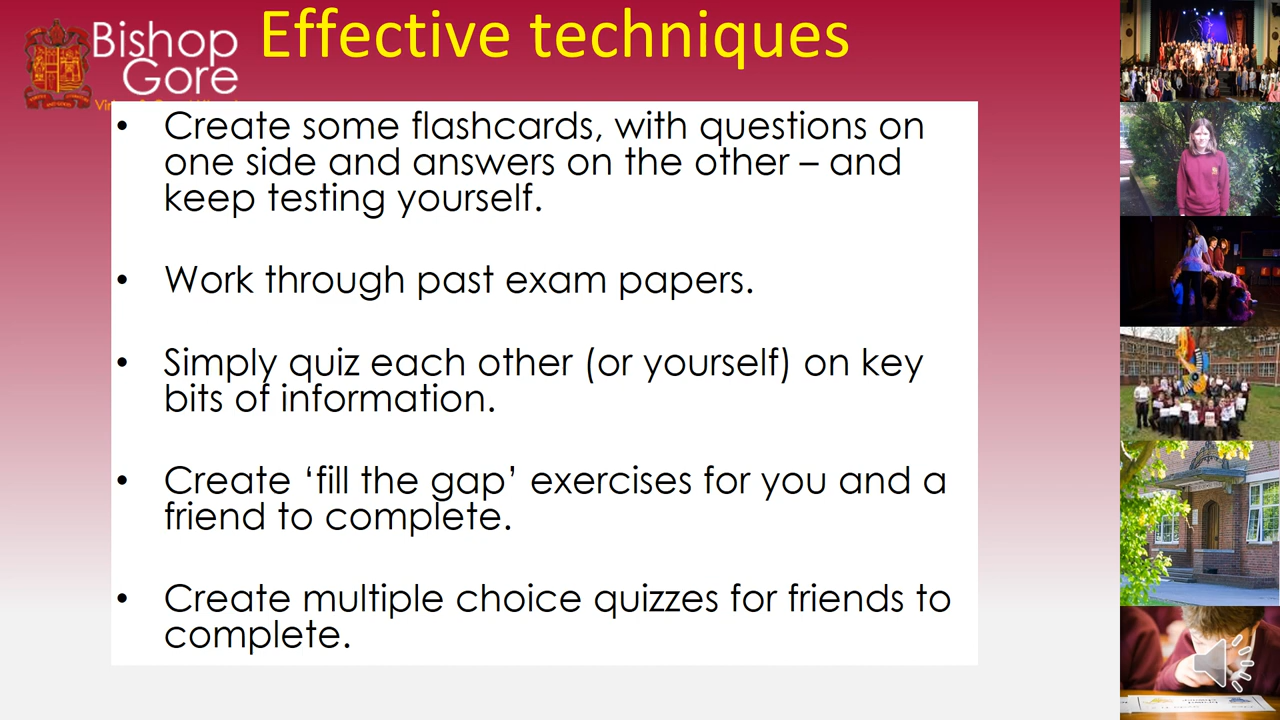 Bishop
Gore
Effective techniques
• Create some flashcards, with questions on
one side and answers on the other – and
keep testing yourself.
• Work through past exam papers.
• Simply quiz each other (or yourself) on key
bits of information.
• Create ‘fill the gap’ exercises for you and a
friend to complete.
• Create multiple choice quizzes for friends to
complete.